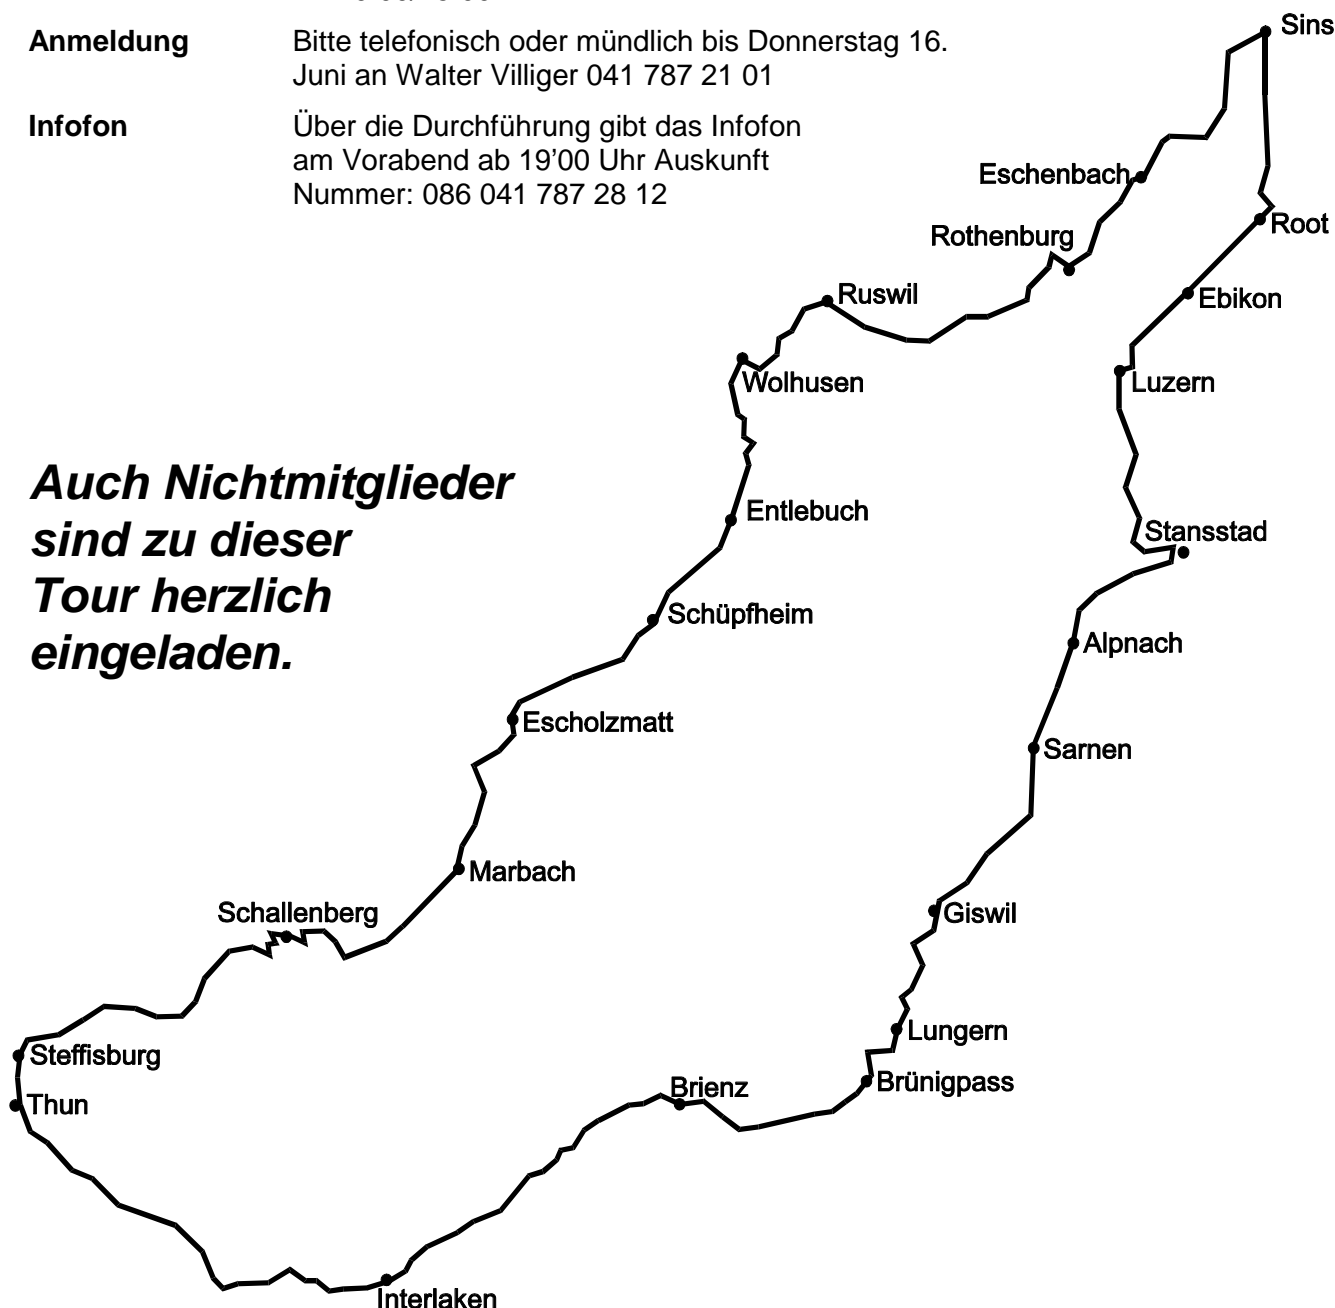 Anmeldung Bitte telefonisch oder mündlich bis Donnerstag 16.
Juni an Walter Villiger 041 787 21 01
Infofon Über die Durchführung gibt das Infofon
am Vorabend ab 19’00 Uhr Auskunft
Nummer: 086 041 787 28 12
Auch Nichtmitglieder
sind zu dieser
Tour herzlich
eingeladen.
Sins
Eschenbach
Root
Rothenburg
Ebikon
Ruswil
Wolhusen
Luzern
Entlebuch
Stansstad
Schüpfheim
Alpnach
Escholzmatt
Sarnen
Marbach
Schallenberg
Giswil
Lungern
Steffisburg
Brünigpass
Brienz
Thun
Interlaken